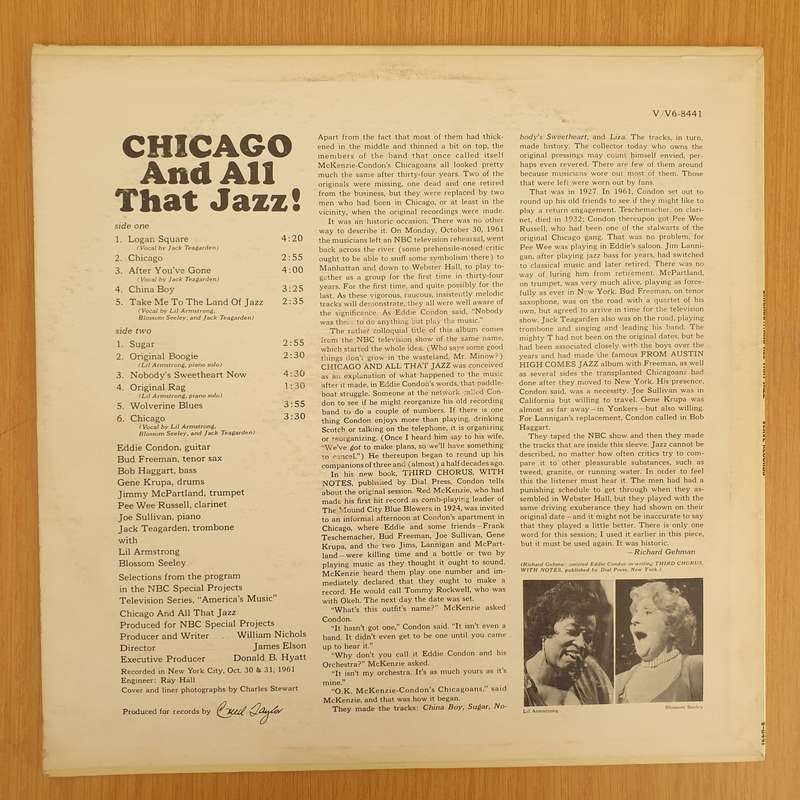 V/V6-8441
CHICAGO
And All
That Jazz!
side one
1. Logan Square 4:20
(Vocal by Jack Teagarden)
2. Chicago 2:55
3. After You've Gone 4:00
(Vocal by Jack Teagarden)
4. China Boy 3:25
5. Take Me To The Land Of Jazz 2:35
(Vocal by Lil Armstrong,
Blossom Seeley, and Jack Teagarden)
side two
1. Sugar 2:55
2. Original Boogie 2:30
(Lil Armstrong, piano solo)
3. Nobody's Sweetheart Now 4:30
4. Original Rag 1:30
(Lil Armstrong, piano solo)
5. Wolverine Blues 3:55
6. Chicago 3:30
(Vocal by Lil Armstrong,
Blossom Seeley, and Jack Teagarden)
Eddie Condon, guitar
Bud Freeman, tenor sax
Bob Haggart, bass
Gene Krupa, drums
Jimmy McPartland, trumpet
Pee Wee Russell, clarinet
Joe Sullivan, piano
Jack Teagarden, trombone
with
Lil Armstrong
Blossom Seeley
Selections from the program
in the NBC Special Projects
Television Series, "America's Music"
Chicago And All That Jazz
Produced for NBC Special Projects
Producer and Writer . . . William Nichols
Director James Elson
Executive Producer Donald B. Hyatt
Recorded in New York City, Oct. 30 & 31, 1961
Engineer: Ray Hall
Cover and liner photographs by Charles Stewart
Produced for records by Creed Taylor
Apart from the fact that most of them had thick-
ened in the middle and thinned a bit on top, the
members of the band that once called itself
McKenzie-Condon's Chicagoans all looked pretty
much the same after thirty-four years. Two of the
originals were missing, one dead and one retired
from the business, but they were replaced by two
men who had been in Chicago, or at least in the
vicinity, when the original recordings were made.
It was an historic occasion. There was no other
way to describe it. On Monday, October 30, 1961
the musicians left an NBC television rehearsal, went
back across the river (some prehensile-nosed critic
ought to be able to sniff some symbolism there) to
Manhattan and down to Webster Hall, to play to-
gether as a group for the first time in thirty-four
years. For the first time, and quite possibly for the
last. As these vigorous, raucous, insistently melodic
tracks will demonstrate, they all were well aware of
the significance. As Eddie Condon said, "Nobody
was there to do anything but play the music."
The rather colloquial title of this album comes
from the NBC television show of the same name,
which started the whole idea. (Who says some good
things don't grow in the wasteland, Mr. Minow?)
CHICAGO AND ALL THAT JAZZ was conceived
as an explanation of what happened to the music
after it made, in Eddie Condon's words, that paddle-
boat struggle. Someone at the network called Con-
don to see if he might reorganize his old recording
band to do a couple of numbers. If there is one
thing Condon enjoys more than playing, drinking
Scotch or talking on the telephone, it is organizing
or reorganizing. (Once I heard him say to his wife,
"We've got to make plans, so we'll have something
to cancel.") He thereupon began to round up his
companions of three and (almost) a half decades ago.
In his new book, THIRD CHORUS, WITH
NOTES, published by Dial Press, Condon tells
about the original session. Red McKenzie, who had
made his first hit record as comb-playing leader of
The Mound City Blue Blowers in 1924, was invited
to an informal afternoon at Condon's apartment in
Chicago, where Eddie and some friends—Frank
Teschemacher, Bud Freeman, Joe Sullivan, Gene
Krupa, and the two Jims, Lannigan and McPart-
land—were killing time and a bottle or two by
playing music as they thought it ought to sound.
McKenzie heard them play one number and im-
mediately declared that they ought to make a
record. He would call Tommy Rockwell, who was
with Okeh. The next day the date was set.
"What's this outfit's name?" McKenzie asked
Condon.
"It hasn't got one," Condon said. "It isn't even a
band. It didn't even get to be one until you came
up to hear it."
"Why don't you call it Eddie Condon and his
Orchestra?" McKenzie asked.
"It isn't my orchestra. It's as much yours as it's
mine."
"O.K. McKenzie-Condon's Chicagoans," said
McKenzie, and that was how it began.
They made the tracks: China Boy, Sugar, No-
body's Sweetheart, and Liza. The tracks, in turn,
made history. The collector today who owns the
original pressings may count himself envied, per-
haps even revered. There are few of them around
because musicians wore out most of them. Those
that were left were worn out by fans.
That was in 1927. In 1961, Condon set out to
round up his old friends to see if they might like to
play a return engagement. Teschemacher, on clari-
net, died in 1932; Condon thereupon got Pee Wee
Russell, who had been one of the stalwarts of the
original Chicago gang. That was no problem, for
Pee Wee was playing in Eddie's saloon. Jim Lanni-
gan, after playing jazz bass for years, had switched
to classical music and later retired. There was no
way of luring him from retirement. McPartland,
on trumpet, was very much alive, playing as force-
fully as ever in New York. Bud Freeman, on tenor
saxophone, was on the road with a quartet of his
own, but agreed to arrive in time for the television
show. Jack Teagarden also was on the road, playing
trombone and singing and leading his band. The
mighty T had not been on the original dates, but he
had been associated closely with the boys over the
years and had made the famous FROM AUSTIN
HIGH COMES JAZZ album with Freeman, as well
as several sides the transplanted Chicagoans had
done after they moved to New York. His presence,
Condon said, was a necessity. Joe Sullivan was in
California but willing to travel. Gene Krupa was
almost as far away—in Yonkers—but also willing.
For Lannigan's replacement, Condon called in Bob
Haggart.
They taped the NBC show and then they made
the tracks that are inside this sleeve. Jazz cannot be
described, no matter how often critics try to com-
pare it to other pleasurable substances, such as
tweed, granite, or running water. In order to feel
this the listener must hear it. The men had had a
punishing schedule to get through when they as-
sembled in Webster Hall, but they played with the
same driving exuberance they had shown on their
original date—and it might not be inaccurate to say
that they played a little better. There is only one
word for this session; I used it earlier in this piece,
but it must be used again. It was historic.
—Richard Gehman
(Richard Gehman assisted Eddie Condon in writing THIRD CHORUS,
WITH NOTES, published by Dial Press, New York.)
Lil Armstrong
Blossom Seeley